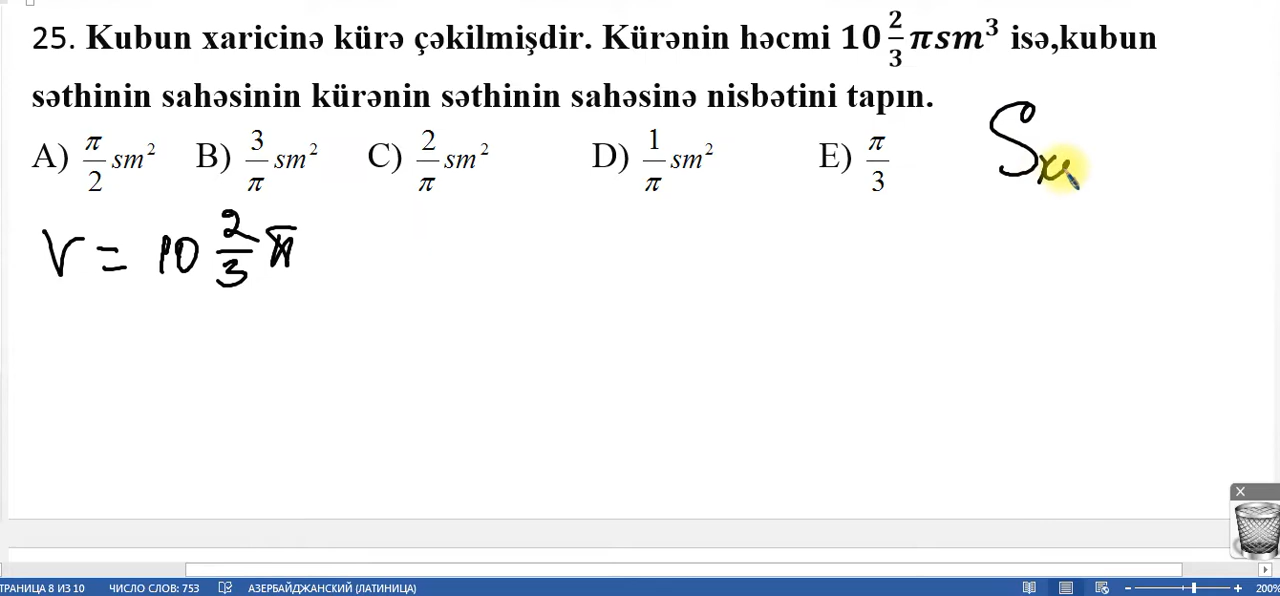 25. Kubun xaricinə kürə çəkilmişdir. Kürənin həcmi 10 2/3 πsm³ isə,kubun
səthinin sahəsinin kürənin səthinin sahəsinə nisbətini tapın.
A) π/2 sm² B) 3/π sm² C) 2/π sm² D) 1/π sm² E) π/3
S
V = 10 2/3 π
X
ТРАНИЦА 8 ИЗ 10 ЧИСЛО СЛОВ: 753 АЗЕРБАЙДЖАНСКИЙ (ЛАТИНИЦА) 200%